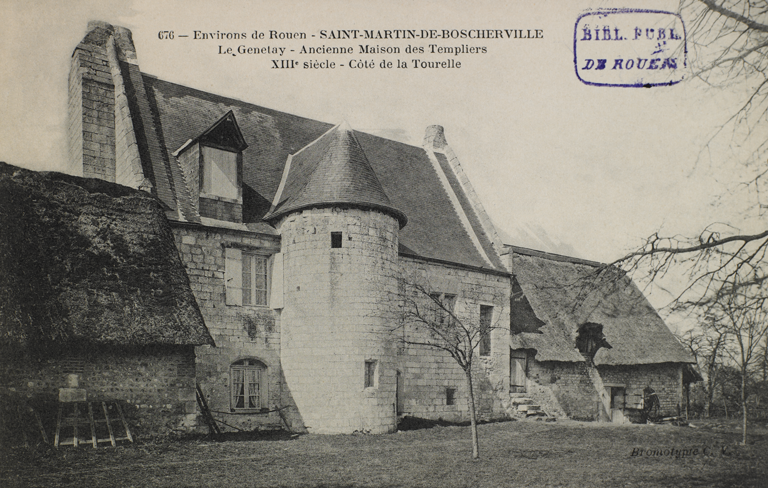 676 — Environs de Rouen - SAINT-MARTIN-DE-BOSCHERVILLE
Le Genetay - Ancienne Maison des Templiers
XIIIe siècle - Côté de la Tourelle
BIBL. PUBL.
DE ROUEN
Bromotypie